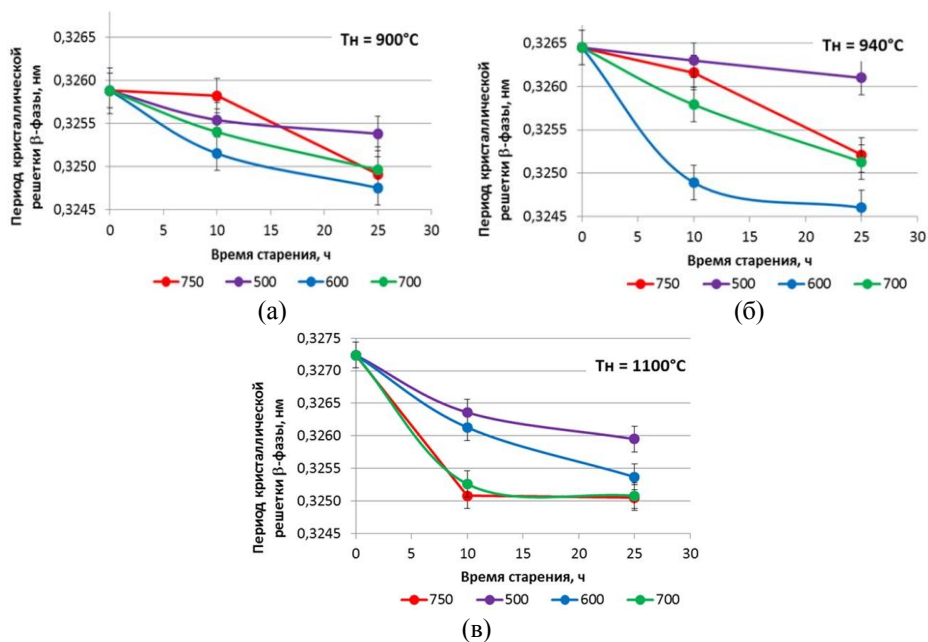 Период кристаллической
решетки β-фазы, нм
0,3265
0,3260
0,3255
0,3250
0,3245
Тн = 900°C
0 5 10 15 20 25 30
Время старения, ч
750 500 600 700
(а)
Период кристаллической
решетки β-фазы, нм
0,3265
0,3260
0,3255
0,3250
0,3245
Тн = 940°C
0 5 10 15 20 25 30
Время старения, ч
750 500 600 700
(б)
Период кристаллической
решетки β-фазы, нм
0,3275
0,3270
0,3265
0,3260
0,3255
0,3250
0,3245
Тн = 1100°C
0 5 10 15 20 25 30
Время старения, ч
750 500 600 700
(в)